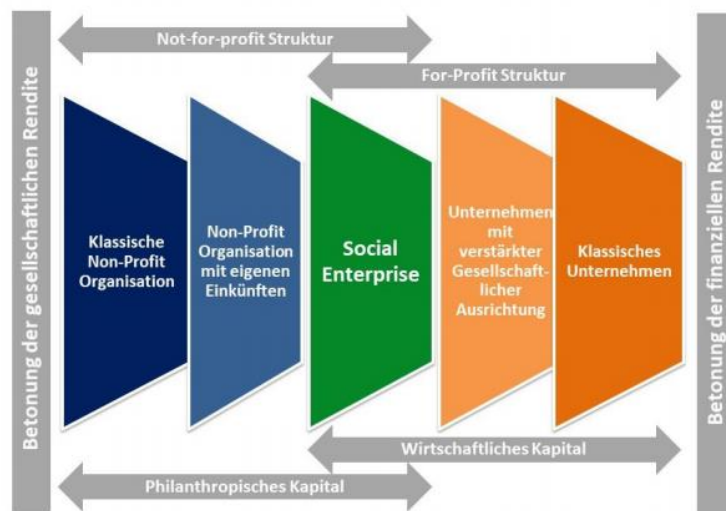 Not-for-profit Struktur
For-Profit Struktur
Betonung der gesellschaftlichen Rendite
Klassische
Non-Profit
Organisation
Non-Profit
Organisation
mit eigenen
Einkünften
Social
Enterprise
Unternehmen
mit
verstärkter
Gesellschaft-
licher
Ausrichtung
Klassisches
Unternehmen
Betonung der finanziellen Rendite
Wirtschaftliches Kapital
Philanthropisches Kapital